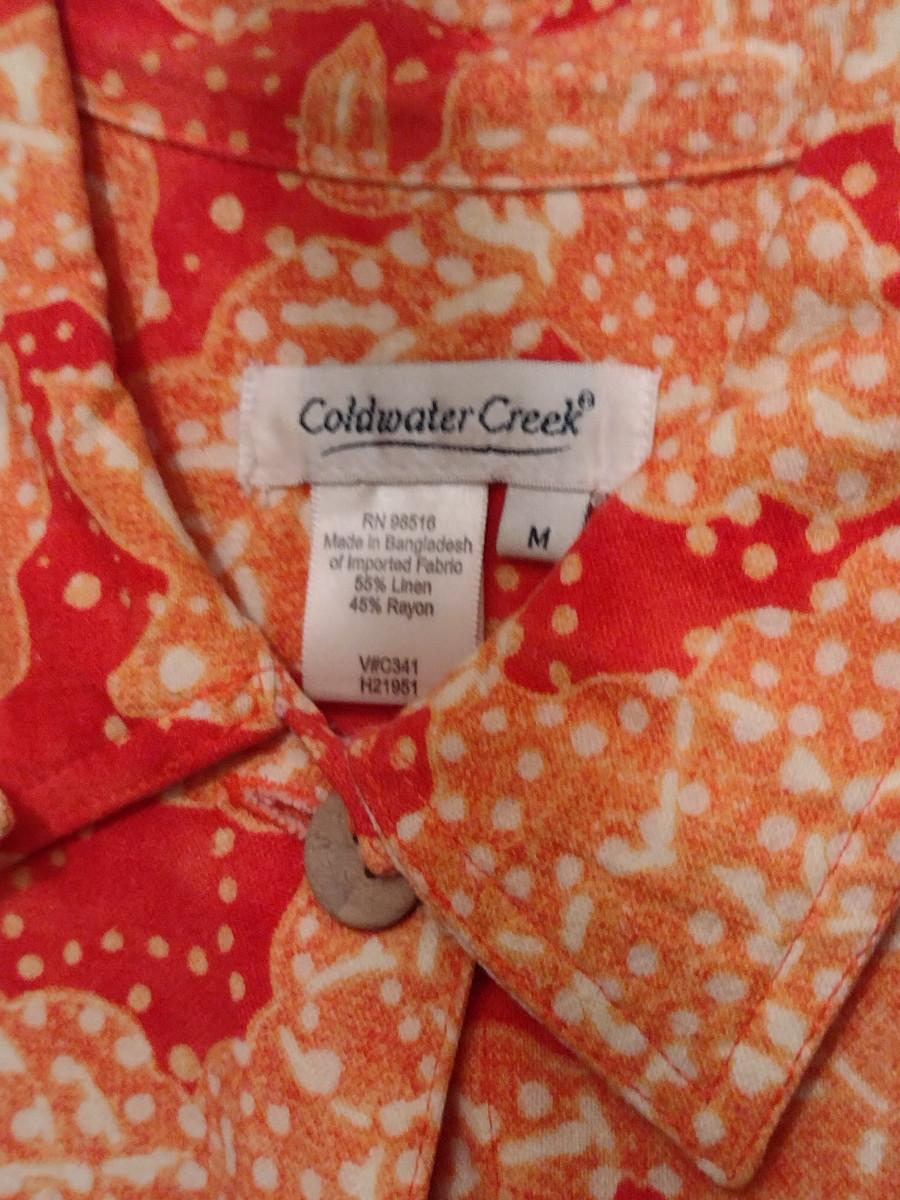 Coldwater Creek®
RN 98516
Made in Bangladesh
of Imported Fabric
55% Linen
45% Rayon
V#C341
H21951
M